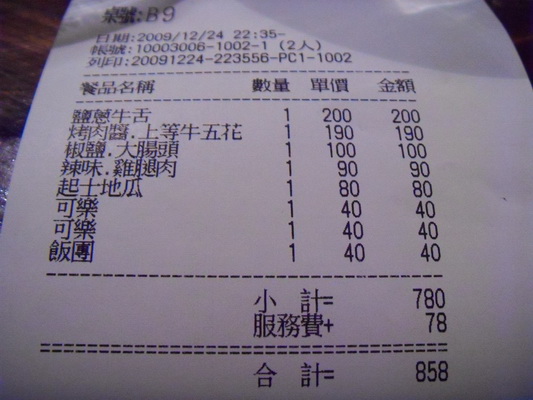 桌號:B9
日期:2009/12/24 22:35-
帳號:10003006-1002-1 (2人)
列印:20091224-223556-PC1-1002
餐品名稱 數量 單價 金額
鹽蔥牛舌 1 200 200
烤肉醬.上等牛五花 1 190 190
椒鹽.大腸頭 1 100 100
辣味.雞腿肉 1 90 90
起士地瓜 1 80 80
可樂 1 40 40
可樂 1 40 40
飯團 1 40 40
小 計= 780
服務費+ 78
合 計= 858